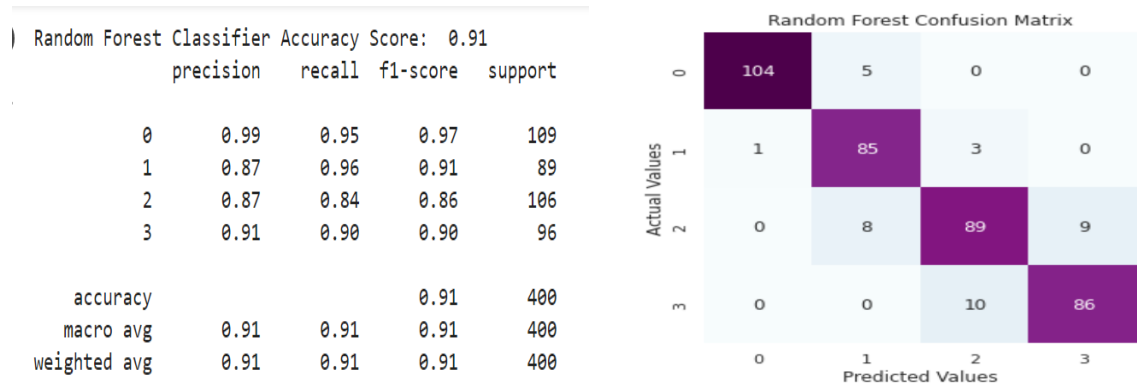 ) Random Forest Classifier Accuracy Score: 0.91
precision recall f1-score support
0 0.99 0.95 0.97 109
1 0.87 0.96 0.91 89
2 0.87 0.84 0.86 106
3 0.91 0.90 0.90 96
accuracy 0.91 400
macro avg 0.91 0.91 0.91 400
weighted avg 0.91 0.91 0.91 400
Random Forest Confusion Matrix
Actual Values
0 104 5 0 0
1 1 85 3 0
2 0 8 89 9
3 0 0 10 86
0 1 2 3
Predicted Values